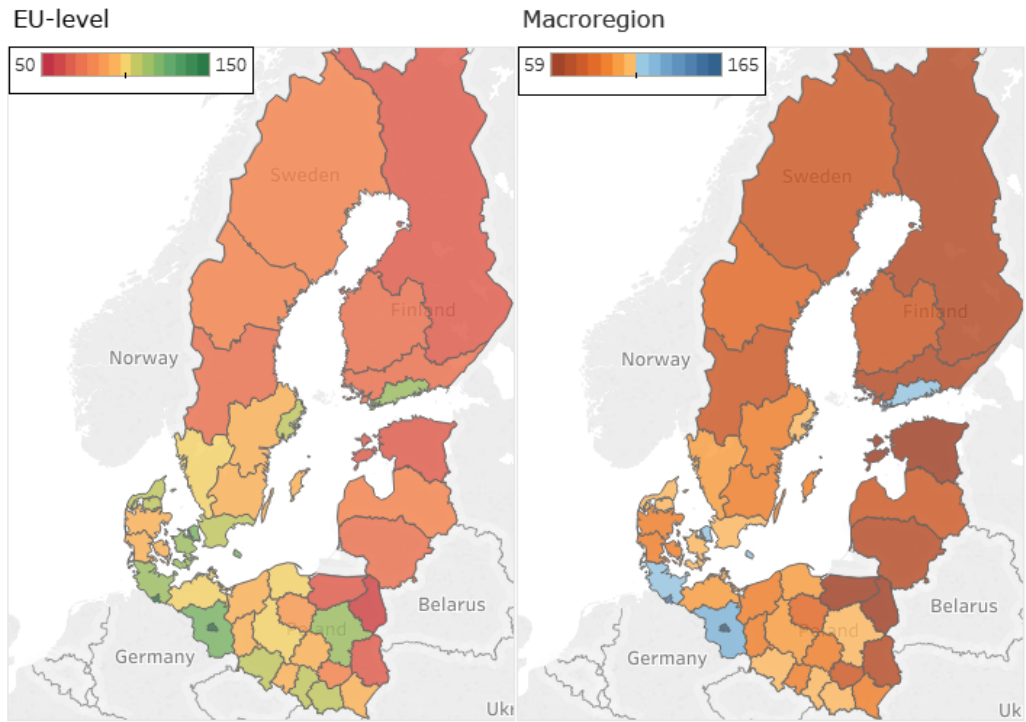 EU-level
50 150
Sweden
Finland
Norway
Belarus
Poland
Germany
Ukr
Macroregion
59 165
Sweden
Finland
Norway
Belarus
Poland
Germany
Uk